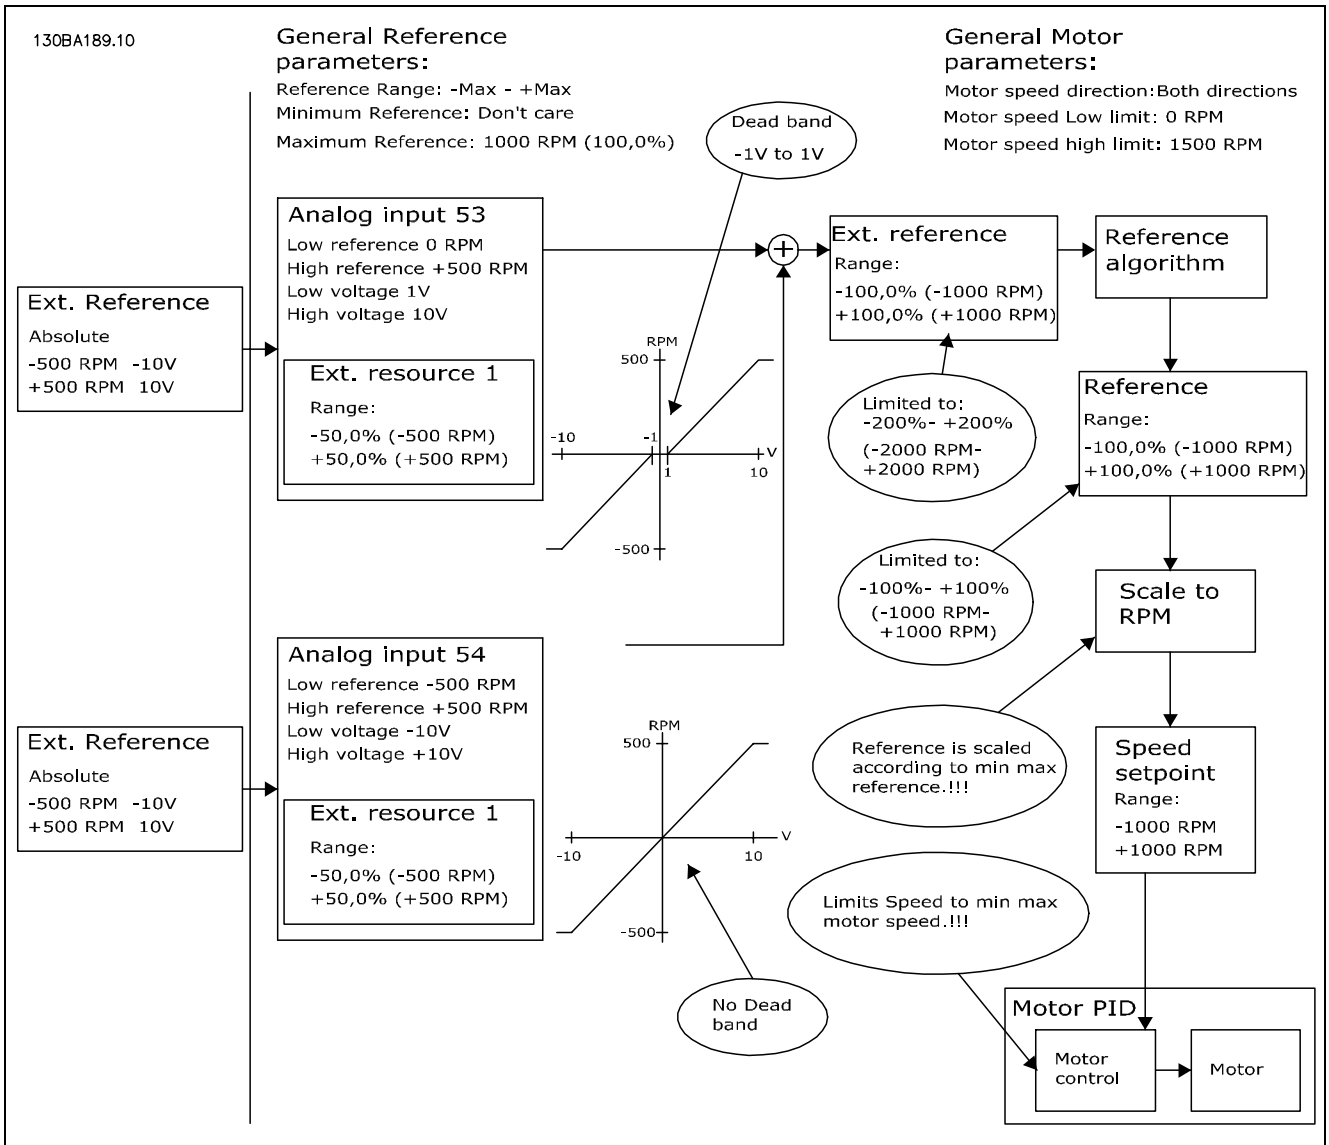 130BA189.10
General Reference
parameters:
Reference Range: -Max - +Max
Minimum Reference: Don't care
Maximum Reference: 1000 RPM (100,0%)
General Motor
parameters:
Motor speed direction:Both directions
Motor speed Low limit: 0 RPM
Motor speed high limit: 1500 RPM
Dead band
-1V to 1V
Ext. Reference
Absolute
-500 RPM -10V
+500 RPM 10V
Analog input 53
Low reference 0 RPM
High reference +500 RPM
Low voltage 1V
High voltage 10V
Ext. resource 1
Range:
-50,0% (-500 RPM)
+50,0% (+500 RPM)
RPM
500
-10
-1
V
1
10
-500
Ext. reference
Range:
-100,0% (-1000 RPM)
+100,0% (+1000 RPM)
Reference
algorithm
Limited to:
-200%- +200%
(-2000 RPM-
+2000 RPM)
Reference
Range:
-100,0% (-1000 RPM)
+100,0% (+1000 RPM)
Limited to:
-100%- +100%
(-1000 RPM-
+1000 RPM)
Scale to
RPM
Ext. Reference
Absolute
-500 RPM -10V
+500 RPM 10V
Analog input 54
Low reference -500 RPM
High reference +500 RPM
Low voltage -10V
High voltage +10V
Ext. resource 1
Range:
-50,0% (-500 RPM)
+50,0% (+500 RPM)
RPM
500
V
-10
10
-500
No Dead
band
Reference is scaled
according to min max
reference.!!!
Speed
setpoint
Range:
-1000 RPM
+1000 RPM
Limits Speed to min max
motor speed.!!!
Motor PID
Motor
control
Motor